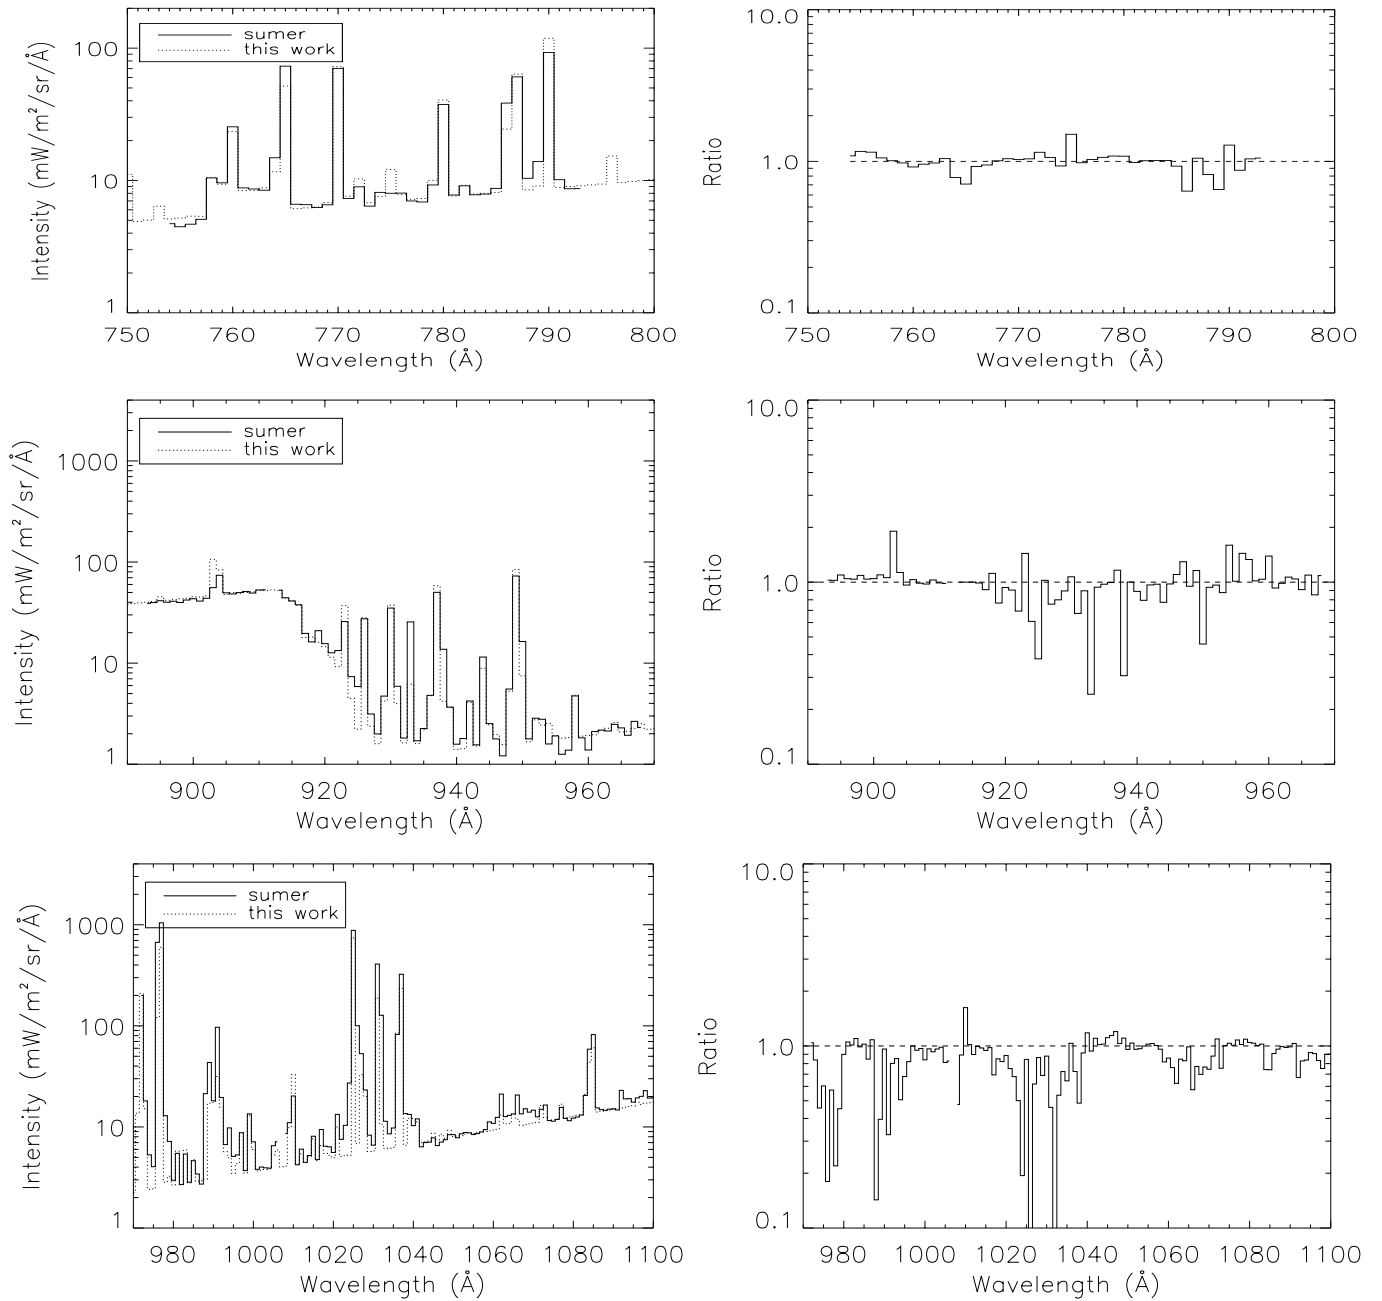 sumer
this work
Intensity (mW/m²/sr/Å)
100
10
1
750 760 770 780 790 800
Wavelength (Å)
10.0
1.0
0.1
Ratio
750 760 770 780 790 800
Wavelength (Å)
sumer
this work
Intensity (mW/m²/sr/Å)
1000
100
10
1
900 920 940 960
Wavelength (Å)
10.0
1.0
0.1
Ratio
900 920 940 960
Wavelength (Å)
sumer
this work
Intensity (mW/m²/sr/Å)
1000
100
10
1
980 1000 1020 1040 1060 1080 1100
Wavelength (Å)
10.0
1.0
0.1
Ratio
980 1000 1020 1040 1060 1080 1100
Wavelength (Å)